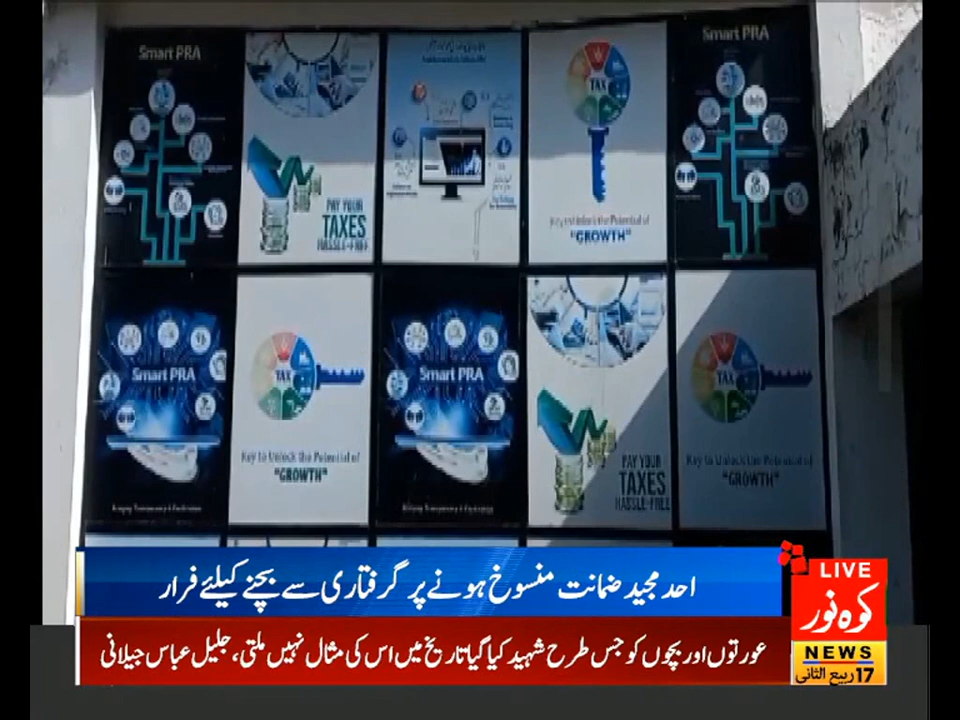 Smart PRA
PAY YOUR
TAXES
HASSLE-FREE
TAX
Key to Unlock the Potential of
"GROWTH"
Smart PRA
Smart PRA
TAX
Key to Unlock the Potential of
"GROWTH"
Smart PRA
PAY YOUR
TAXES
HASSLE-FREE
TAX
Key to Unlock the Potential of
"GROWTH"
احد مجید ضمانت منسوخ ہونے پر گرفتاری سے بچنے کیلئے فرار
عورتوں اور بچوں کو جس طرح شہید کیا گیا تاریخ میں اس کی مثال نہیں ملتی، جلیل عباس جیلانی
LIVE
کوہ نور
NEWS
17 ربیع الثانی